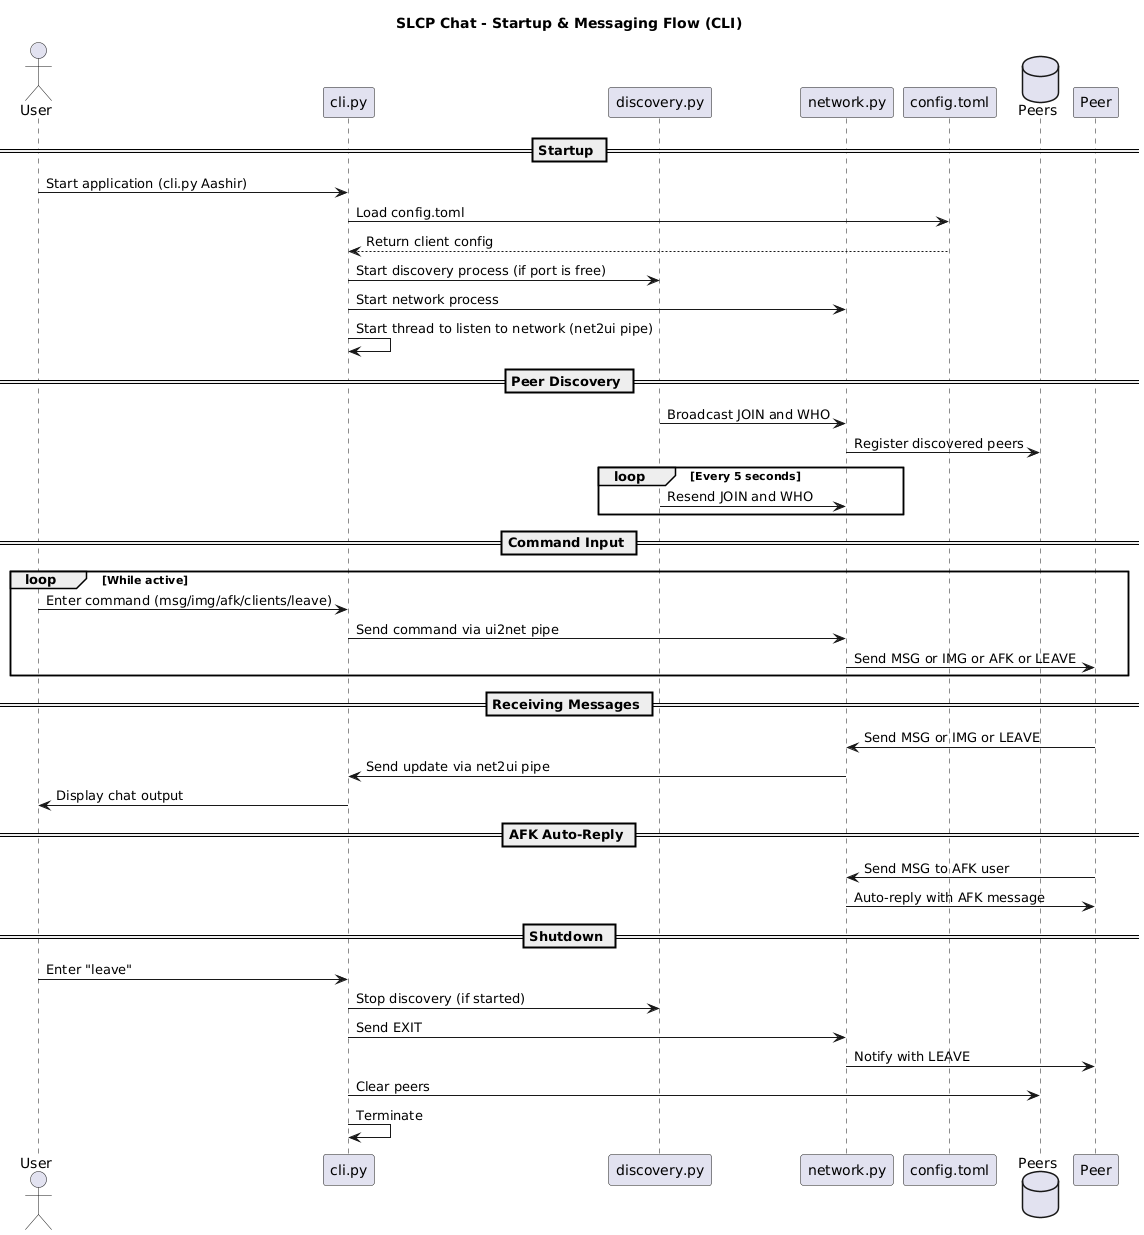 SLCP Chat - Startup & Messaging Flow (CLI)
User
cli.py
discovery.py
network.py
config.toml
Peers
Peer
Startup
Start application (cli.py Aashir)
Load config.toml
Return client config
Start discovery process (if port is free)
Start network process
Start thread to listen to network (net2ui pipe)
Peer Discovery
Broadcast JOIN and WHO
Register discovered peers
loop [Every 5 seconds]
Resend JOIN and WHO
Command Input
loop [While active]
Enter command (msg/img/afk/clients/leave)
Send command via ui2net pipe
Send MSG or IMG or AFK or LEAVE
Receiving Messages
Send MSG or IMG or LEAVE
Send update via net2ui pipe
Display chat output
AFK Auto-Reply
Send MSG to AFK user
Auto-reply with AFK message
Shutdown
Enter "leave"
Stop discovery (if started)
Send EXIT
Notify with LEAVE
Clear peers
Terminate
User
cli.py
discovery.py
network.py
config.toml
Peers
Peer